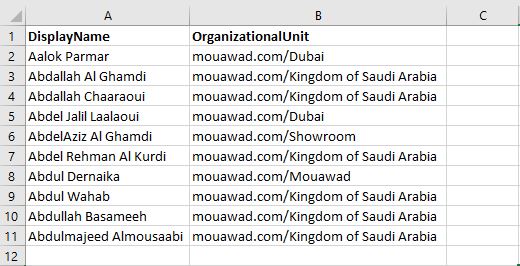 A B C
1 DisplayName OrganizationalUnit
2 Aalok Parmar mouawad.com/Dubai
3 Abdallah Al Ghamdi mouawad.com/Kingdom of Saudi Arabia
4 Abdallah Chaaraoui mouawad.com/Kingdom of Saudi Arabia
5 Abdel Jalil Laalaoui mouawad.com/Dubai
6 AbdelAziz Al Ghamdi mouawad.com/Showroom
7 Abdel Rehman Al Kurdi mouawad.com/Kingdom of Saudi Arabia
8 Abdul Dernaika mouawad.com/Mouawad
9 Abdul Wahab mouawad.com/Kingdom of Saudi Arabia
10 Abdullah Basameeh mouawad.com/Kingdom of Saudi Arabia
11 Abdulmajeed Almousaabi mouawad.com/Kingdom of Saudi Arabia
12